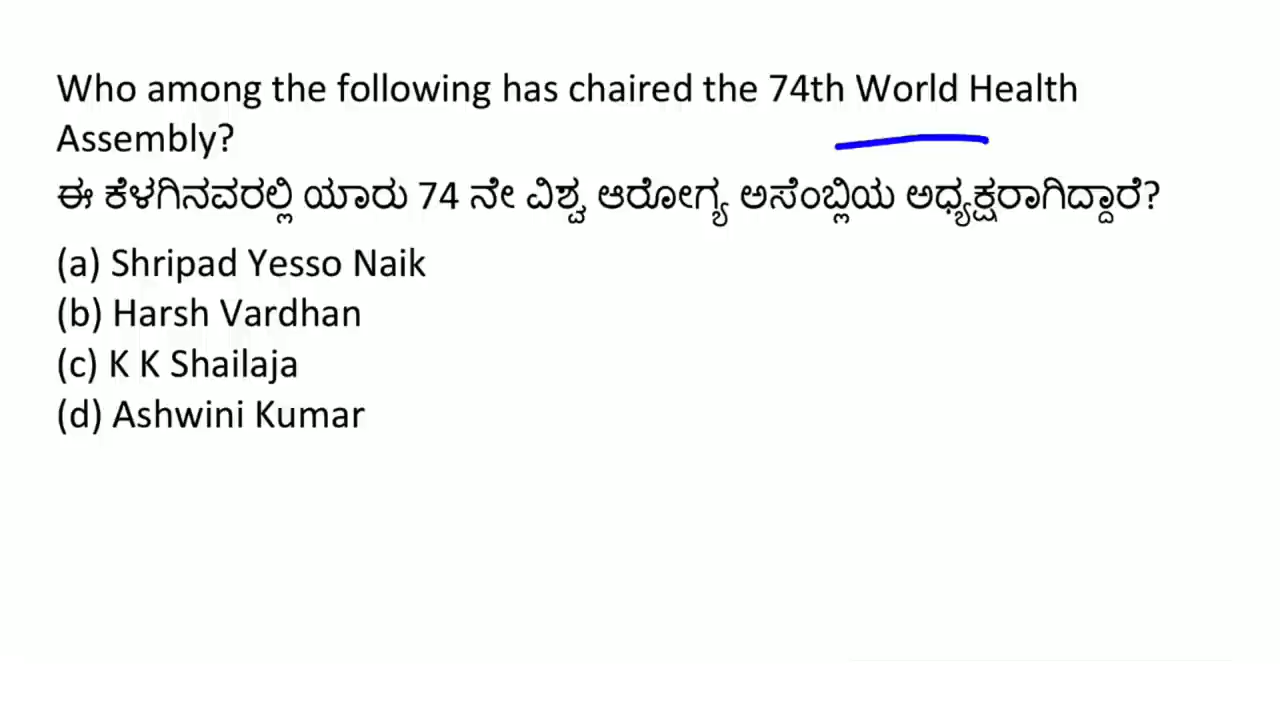 Who among the following has chaired the 74th World Health
Assembly?
ಈ ಕೆಳಗಿನವರಲ್ಲಿ ಯಾರು 74 ನೇ ವಿಶ್ವ ಆರೋಗ್ಯ ಅಸೆಂಬ್ಲಿಯ ಅಧ್ಯಕ್ಷರಾಗಿದ್ದಾರೆ?
(a) Shripad Yesso Naik
(b) Harsh Vardhan
(c) K K Shailaja
(d) Ashwini Kumar